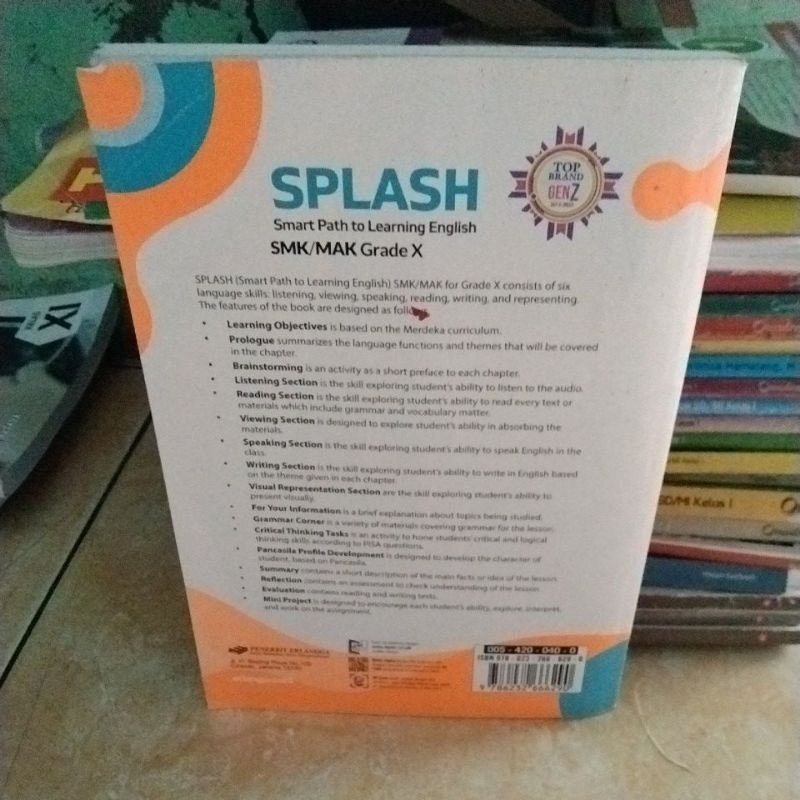 SPLASH
Smart Path to Learning English
SMK/MAK Grade X
TOP
BRAND
GEN Z
SPLASH (Smart Path to Learning English) SMK/MAK for Grade X consists of six
language skills: listening, viewing, speaking, reading, writing, and representing.
The features of the book are designed as
• Learning Objectives is based on the Merdeka curriculum.
• Prologue summarizes the language functions and themes that will be covered
in the chapter.
• Brainstorming is an activity as a short preface to each chapter.
• Listening Section is the skill exploring student's ability to listen to the audio.
• Reading Section is the skill exploring student's ability to read every text or
materials which include grammar and vocabulary matter.
• Viewing Section is designed to explore student's ability in absorbing the
materials.
• Speaking Section is the skill exploring student's ability to speak English in the
class.
• Writing Section is the skill exploring student's ability to write in English based
on the theme given in each chapter.
• Visual Representation Section are the skill exploring student's ability to
present visually.
• For Your Information is a brief explanation about topics being studied.
• Grammar Corner is a variety of materials covering grammar for the lesson.
• Critical Thinking Tasks is an activity to hone students' critical and logical
thinking skills according to PISA questions.
• Pancasila Profile Development is designed to develop the character of
student, based on Pancasila.
• Summary contains a short description of the main facts or idea of the lesson.
• Reflection contains an assessment to check understanding of the lesson.
• Evaluation contains reading and writing tests.
• Mini Project is designed to encourage each student's ability, explore, interpret,
and work on the assignment.
PENERBIT ERLANGGA
Jl. H. Baping Raya No. 100
Ciracas, Jakarta 13740
005-420-040-0
IX
SD/MI Kelas I